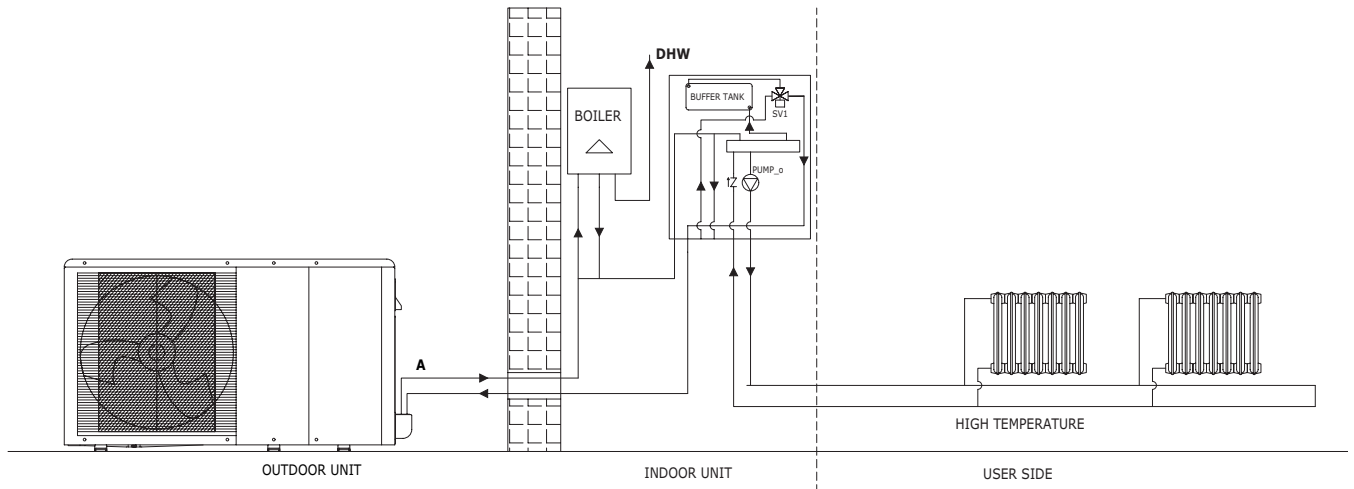 DHW
BOILER
BUFFER TANK
SV1
PUMP_o
A
HIGH TEMPERATURE
OUTDOOR UNIT
INDOOR UNIT
USER SIDE